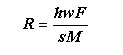 R = hwF / sM